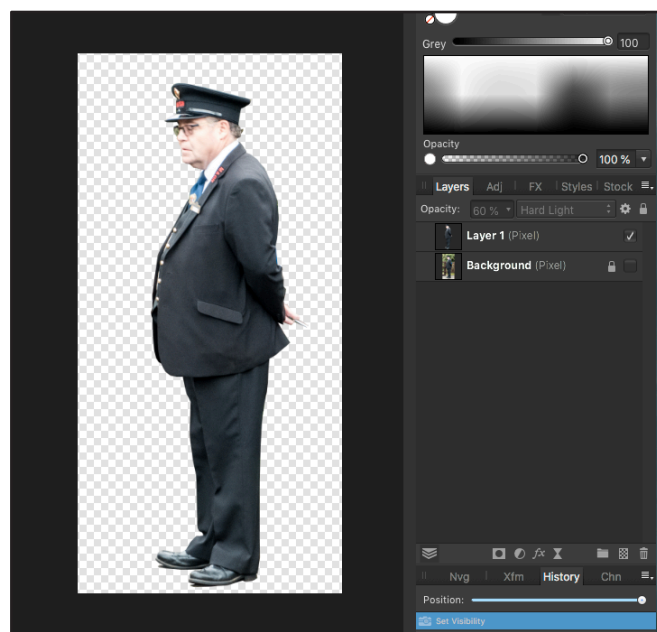 Grey 100
Opacity
100 %
Layers Adj FX Styles Stock
Opacity: 60 % Hard Light
Layer 1 (Pixel)
Background (Pixel)
fx
Nvg Xfm History Chn
Position:
Set Visibility